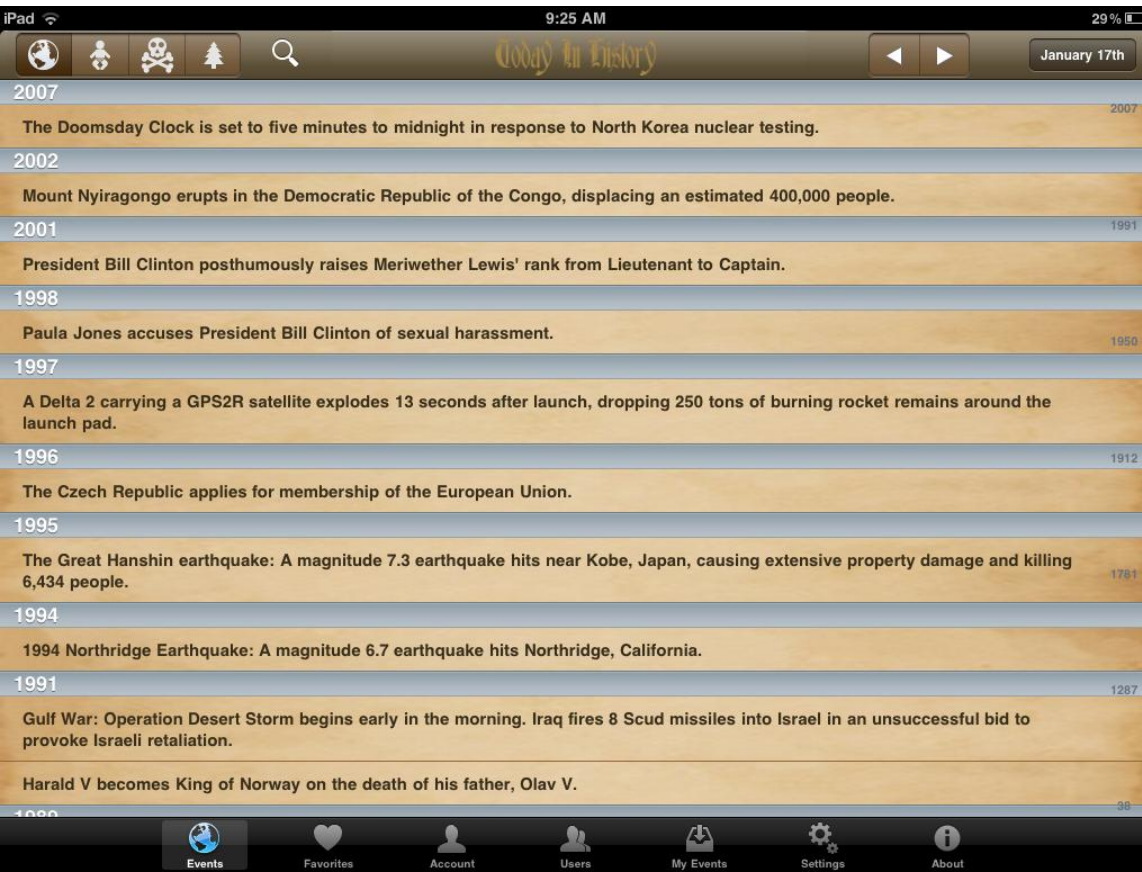 iPad
9:25 AM
29%
Today In History
January 17th
2007
2007
The Doomsday Clock is set to five minutes to midnight in response to North Korea nuclear testing.
2002
Mount Nyiragongo erupts in the Democratic Republic of the Congo, displacing an estimated 400,000 people.
2001
1991
President Bill Clinton posthumously raises Meriwether Lewis' rank from Lieutenant to Captain.
1998
Paula Jones accuses President Bill Clinton of sexual harassment.
1950
1997
A Delta 2 carrying a GPS2R satellite explodes 13 seconds after launch, dropping 250 tons of burning rocket remains around the
launch pad.
1996
1912
The Czech Republic applies for membership of the European Union.
1995
The Great Hanshin earthquake: A magnitude 7.3 earthquake hits near Kobe, Japan, causing extensive property damage and killing
6,434 people.
1781
1994
1994 Northridge Earthquake: A magnitude 6.7 earthquake hits Northridge, California.
1991
1287
Gulf War: Operation Desert Storm begins early in the morning. Iraq fires 8 Scud missiles into Israel in an unsuccessful bid to
provoke Israeli retaliation.
Harald V becomes King of Norway on the death of his father, Olav V.
38
1989
Events
Favorites
Account
Users
My Events
Settings
About